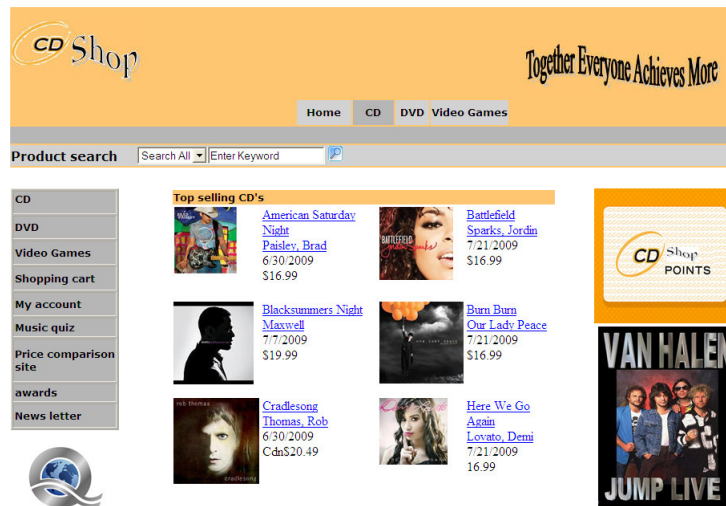 CD Shop
Together Everyone Achieves More
Home CD DVD Video Games
Product search Search All Enter Keyword
CD
DVD
Video Games
Shopping cart
My account
Music quiz
Price comparison
site
awards
News letter
Top selling CD's
American Saturday
Night
Paisley, Brad
6/30/2009
$16.99
BATTLEFIELD
Battlefield
Sparks, Jordin
7/21/2009
$16.99
Blacksummers Night
Maxwell
7/7/2009
$19.99
Burn Burn
Our Lady Peace
7/21/2009
$16.99
rob thomas
cradlesong
Cradlesong
Thomas, Rob
6/30/2009
Cdn$20.49
Here We Go
Again
Lovato, Demi
7/21/2009
16.99
CD Shop
POINTS
VAN HALEN
JUMP LIVE